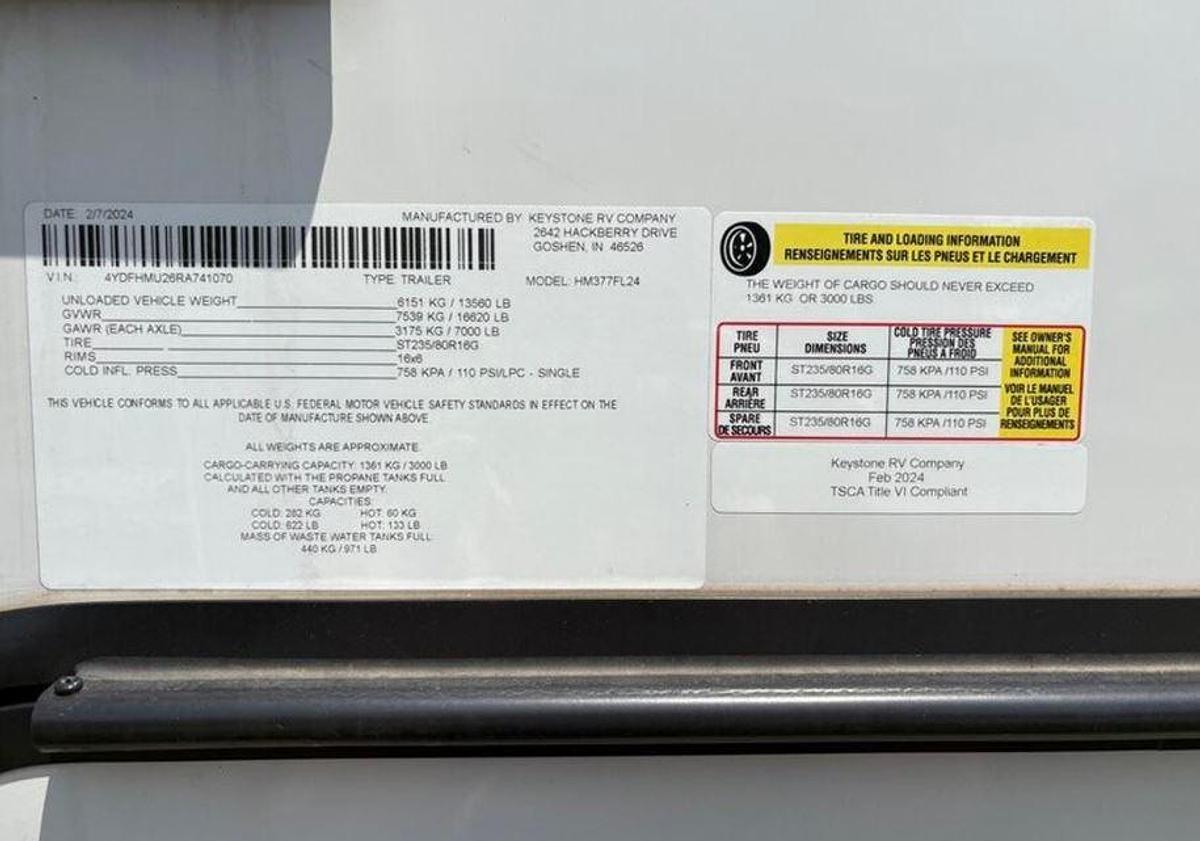 DATE: 2/7/2024
MANUFACTURED BY KEYSTONE RV COMPANY
2642 HACKBERRY DRIVE
GOSHEN, IN 46526
V.I.N.: 4YDFHMU26RA741070 TYPE: TRAILER MODEL: HM377FL24
UNLOADED VEHICLE WEIGHT 6151 KG / 13560 LB
GVWR 7539 KG / 16620 LB
GAWR (EACH AXLE) 3175 KG / 7000 LB
TIRE ST235/80R16G
RIMS 16x6
COLD INFL. PRESS 758 KPA / 110 PSI/LPC - SINGLE
THIS VEHICLE CONFORMS TO ALL APPLICABLE U.S. FEDERAL MOTOR VEHICLE SAFETY STANDARDS IN EFFECT ON THE
DATE OF MANUFACTURE SHOWN ABOVE.
ALL WEIGHTS ARE APPROXIMATE.
CARGO-CARRYING CAPACITY: 1361 KG / 3000 LB
CALCULATED WITH THE PROPANE TANKS FULL
AND ALL OTHER TANKS EMPTY.
CAPACITIES:
COLD: 282 KG HOT: 60 KG
COLD: 622 LB HOT: 133 LB
MASS OF WASTE WATER TANKS FULL:
440 KG / 971 LB
TIRE AND LOADING INFORMATION
RENSEIGNEMENTS SUR LES PNEUS ET LE CHARGEMENT
THE WEIGHT OF CARGO SHOULD NEVER EXCEED
1361 KG OR 3000 LBS
TIRE
PNEU
SIZE
DIMENSIONS
COLD TIRE PRESSURE
PRESSION DES
PNEUS A FROID
FRONT
AVANT
ST235/80R16G 758 KPA /110 PSI
REAR
ARRIÈRE
ST235/80R16G 758 KPA /110 PSI
SPARE
DE SECOURS
ST235/80R16G 758 KPA /110 PSI
SEE OWNER'S
MANUAL FOR
ADDITIONAL
INFORMATION
VOIR LE MANUEL
DE L'USAGER
POUR PLUS DE
RENSEIGNEMENTS
Keystone RV Company
Feb 2024
TSCA Title VI Compliant